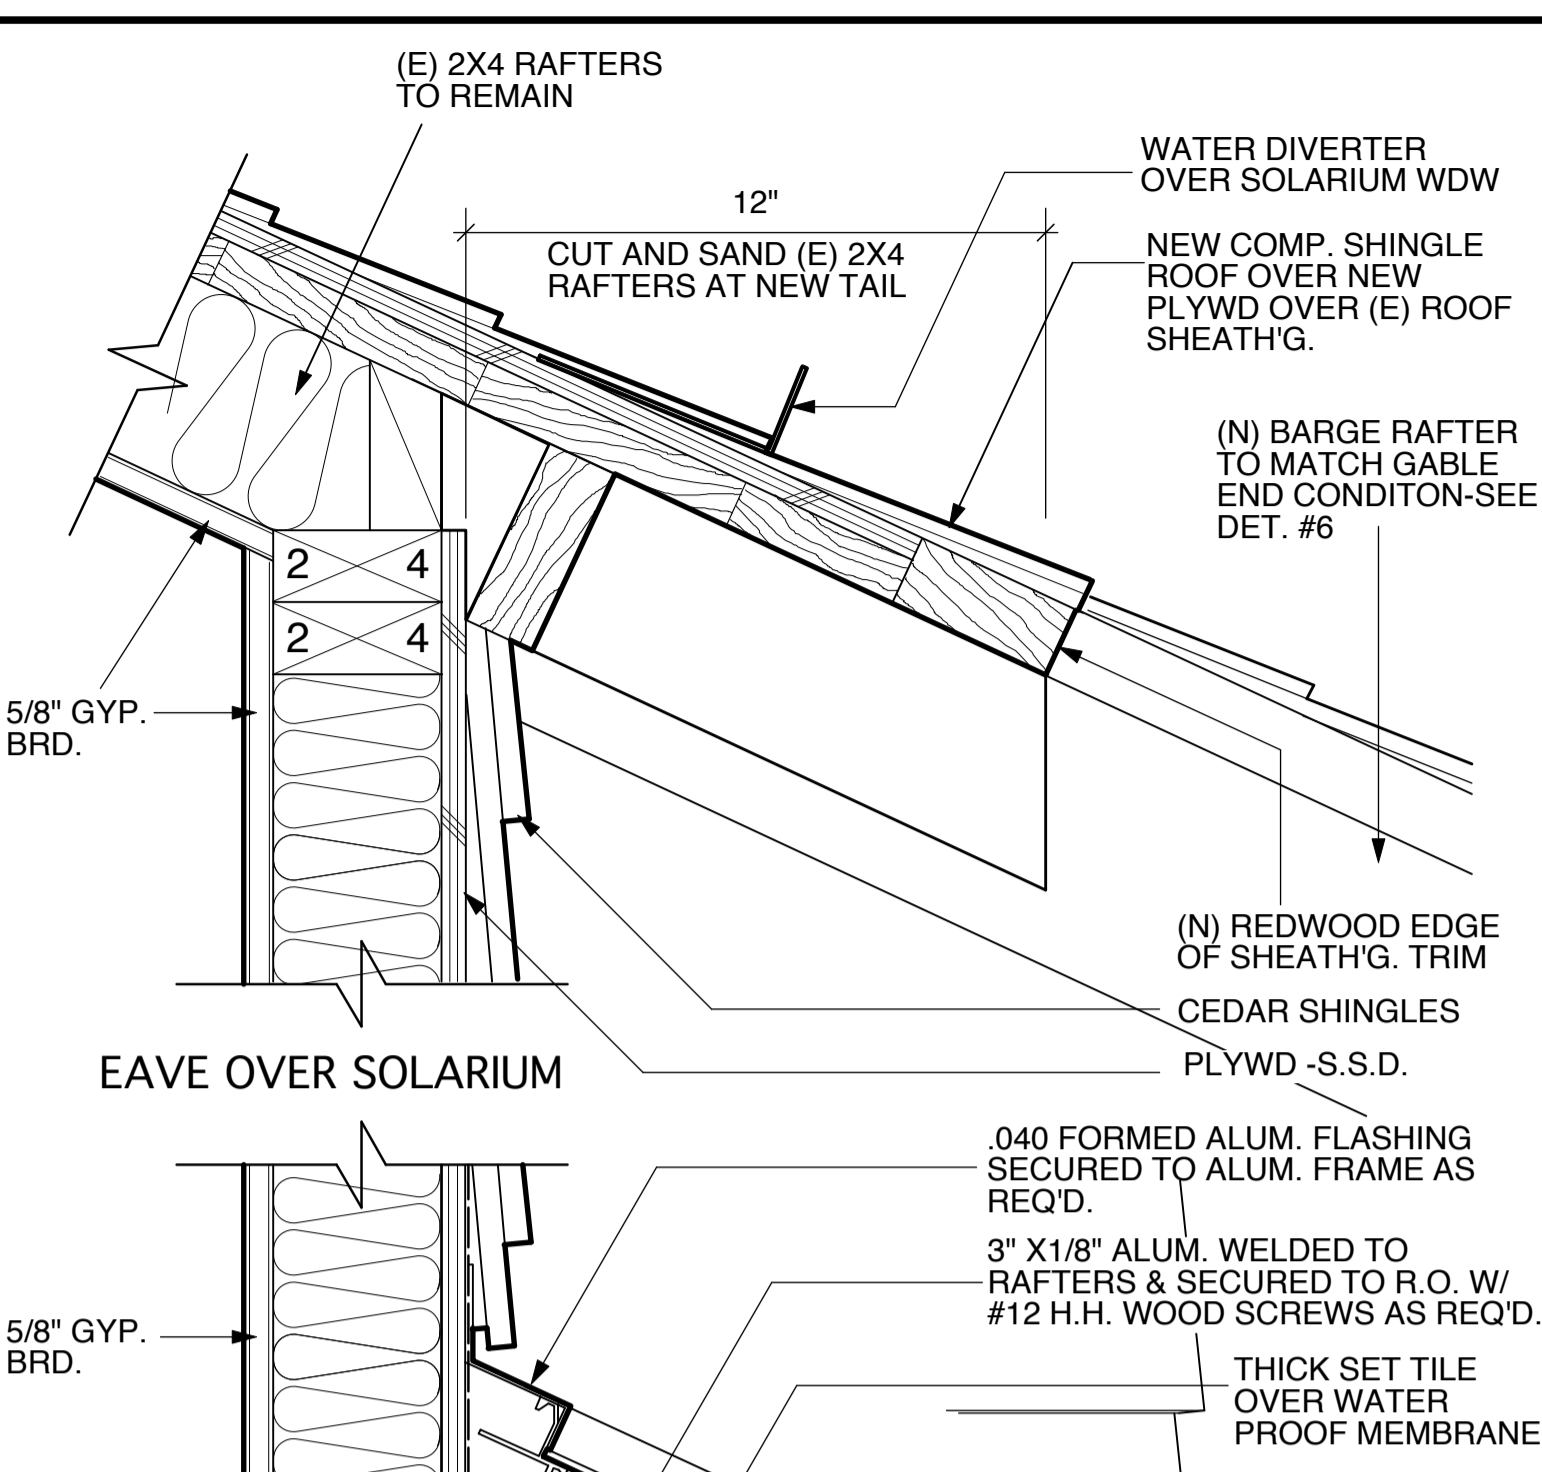 (E) 2X4 RAFTERS
TO REMAIN
WATER DIVERTER
OVER SOLARIUM WDW
12"
CUT AND SAND (E) 2X4
RAFTERS AT NEW TAIL
NEW COMP. SHINGLE
ROOF OVER NEW
PLYWD OVER (E) ROOF
SHEATH'G.
(N) BARGE RAFTER
TO MATCH GABLE
END CONDITON-SEE
DET. #6
2 4
2 4
5/8" GYP.
BRD.
(N) REDWOOD EDGE
OF SHEATH'G. TRIM
CEDAR SHINGLES
PLYWD -S.S.D.
EAVE OVER SOLARIUM
.040 FORMED ALUM. FLASHING
SECURED TO ALUM. FRAME AS
REQ'D.
3" X1/8" ALUM. WELDED TO
RAFTERS & SECURED TO R.O. W/
#12 H.H. WOOD SCREWS AS REQ'D.
5/8" GYP.
BRD.
THICK SET TILE
OVER WATER
PROOF MEMBRANE